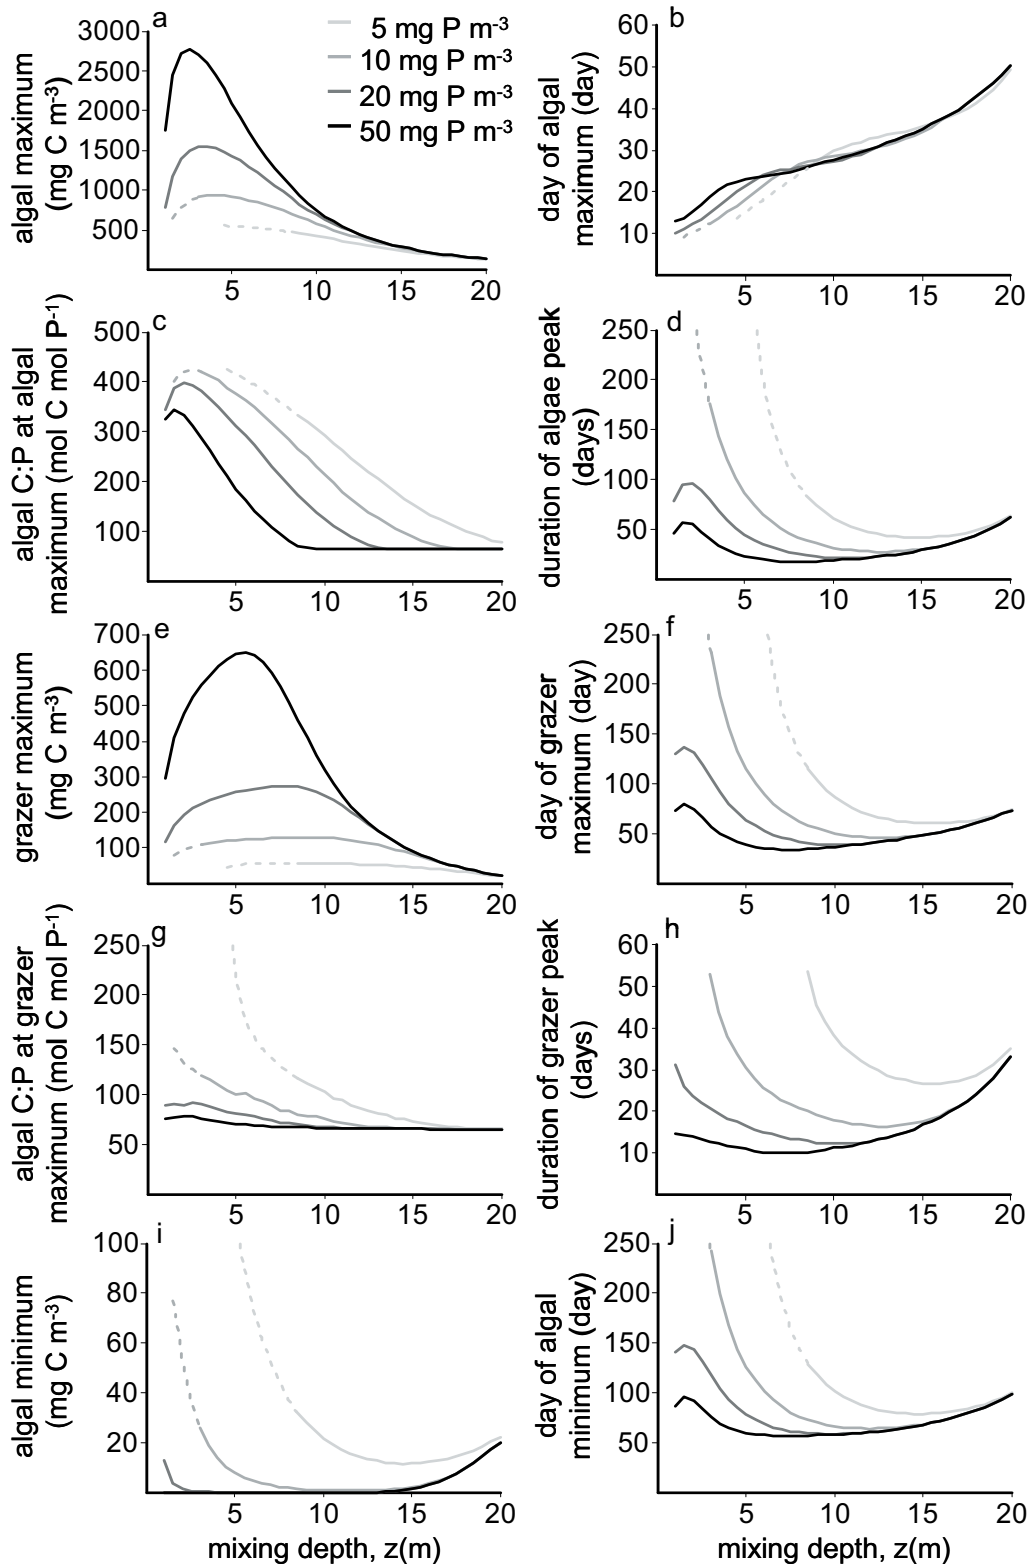 a
algal maximum
(mg C m-3)
3000
2500
2000
1500
1000
500
5 10 15 20
5 mg P m-3
10 mg P m-3
20 mg P m-3
50 mg P m-3
b
day of algal
maximum (day)
60
50
40
30
20
10
5 10 15 20
c
algal C:P at algal
maximum (mol C mol P-1)
500
400
300
200
100
5 10 15 20
d
duration of algae peak
(days)
250
200
150
100
50
5 10 15 20
e
grazer maximum
(mg C m-3)
700
600
500
400
300
200
100
5 10 15 20
f
day of grazer
maximum (day)
250
200
150
100
50
5 10 15 20
g
algal C:P at grazer
maximum (mol C mol P-1)
250
200
150
100
50
5 10 15 20
h
duration of grazer peak
(days)
60
50
40
30
20
10
5 10 15 20
i
algal minimum
(mg C m-3)
100
80
60
40
20
5 10 15 20
mixing depth, z(m)
j
day of algal
minimum (day)
250
200
150
100
50
5 10 15 20
mixing depth, z(m)